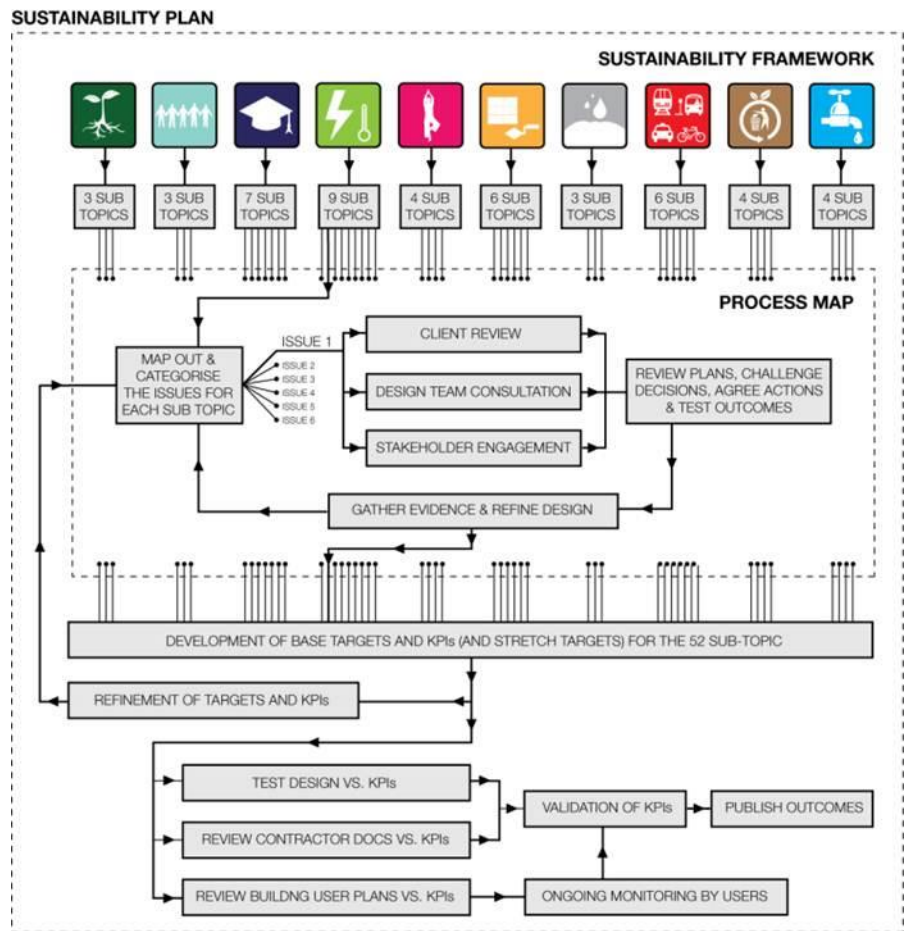 SUSTAINABILITY PLAN
SUSTAINABILITY FRAMEWORK
3 SUB
TOPICS
3 SUB
TOPICS
7 SUB
TOPICS
9 SUB
TOPICS
4 SUB
TOPICS
6 SUB
TOPICS
3 SUB
TOPICS
6 SUB
TOPICS
4 SUB
TOPICS
4 SUB
TOPICS
PROCESS MAP
MAP OUT &
CATEGORISE
THE ISSUES FOR
EACH SUB TOPIC
ISSUE 1
ISSUE 2
ISSUE 3
ISSUE 4
ISSUE 5
ISSUE 6
CLIENT REVIEW
DESIGN TEAM CONSULTATION
STAKEHOLDER ENGAGEMENT
REVIEW PLANS, CHALLENGE
DECISIONS, AGREE ACTIONS
& TEST OUTCOMES
GATHER EVIDENCE & REFINE DESIGN
DEVELOPMENT OF BASE TARGETS AND KPIs (AND STRETCH TARGETS) FOR THE 52 SUB-TOPIC
REFINEMENT OF TARGETS AND KPIs
TEST DESIGN VS. KPIs
REVIEW CONTRACTOR DOCS VS. KPIs
REVIEW BUILDNG USER PLANS VS. KPIs
VALIDATION OF KPIs
PUBLISH OUTCOMES
ONGOING MONITORING BY USERS